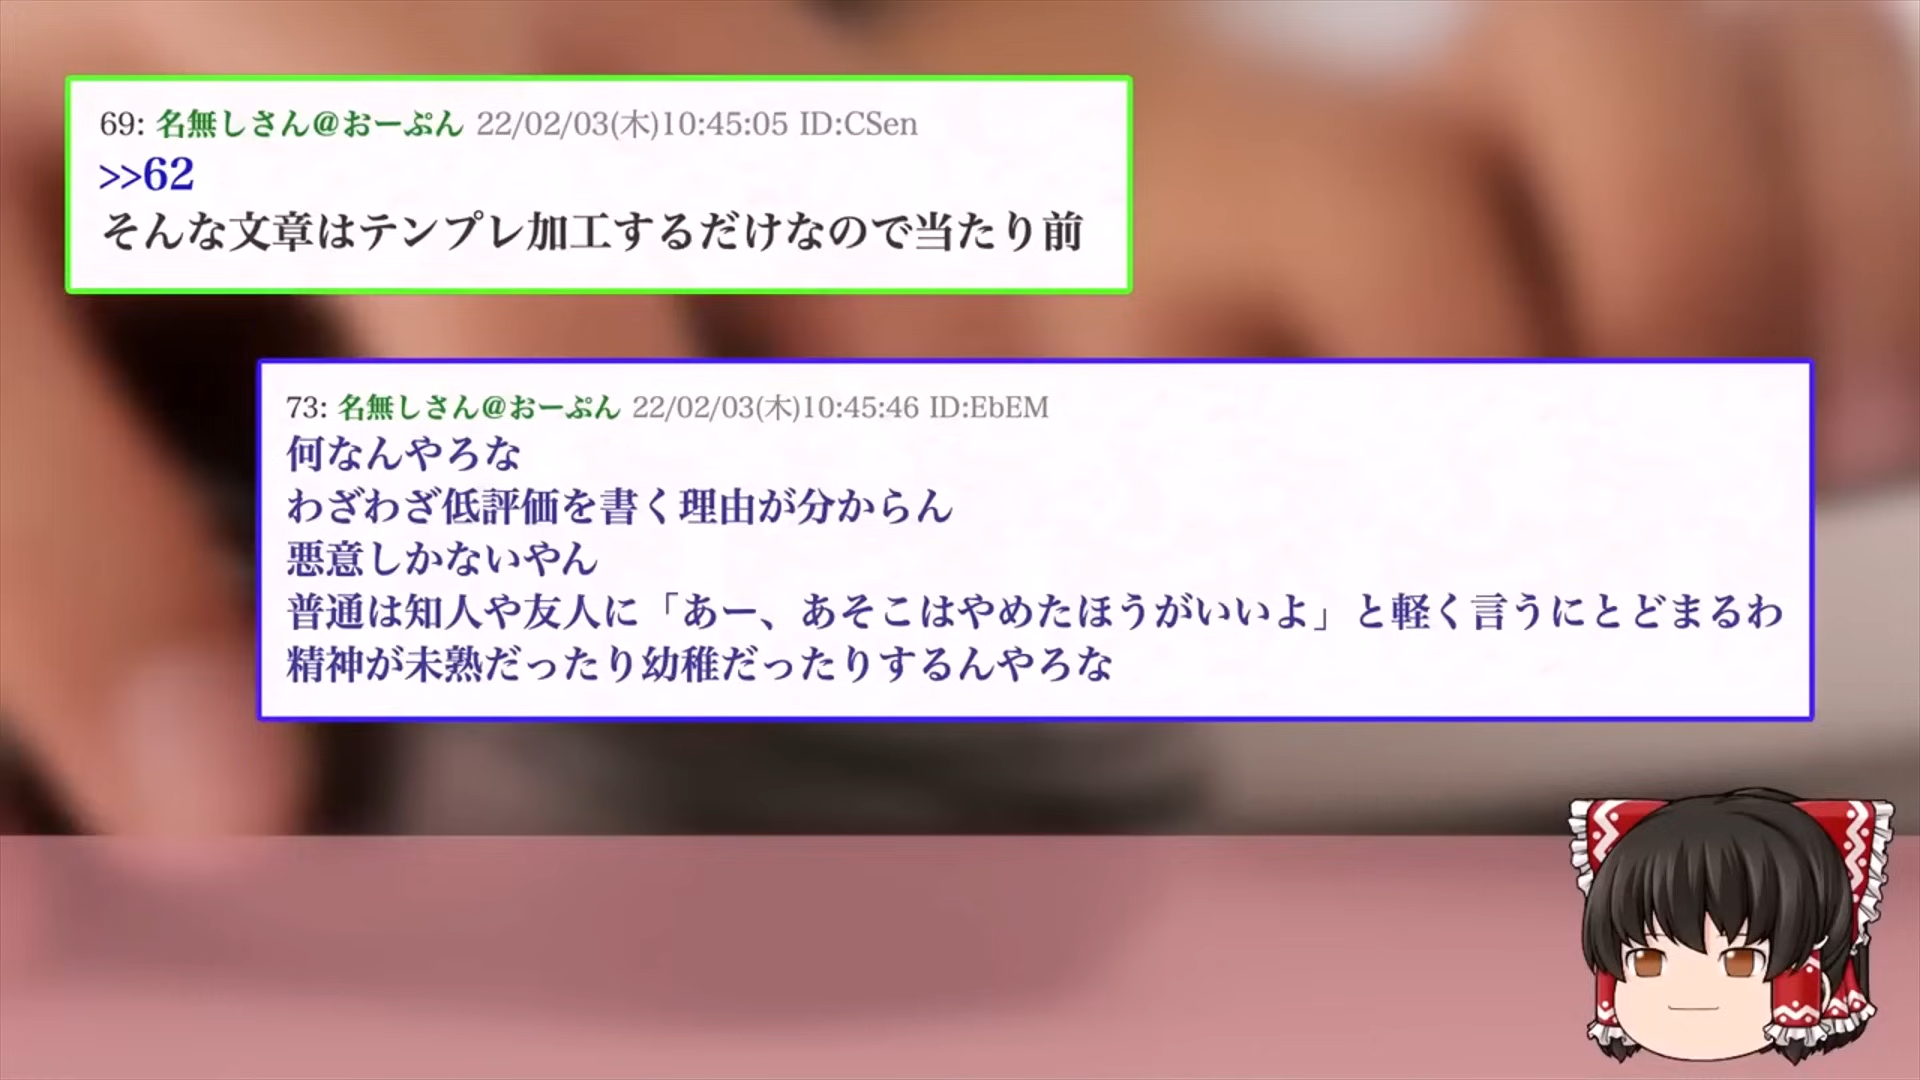 69: 名無しさん@おーぷん 22/02/03(木)10:45:05 ID:CSen
>>62
そんな文章はテンプレ加工するだけなので当たり前
73: 名無しさん@おーぷん 22/02/03(木)10:45:46 ID:EbEM
何なんやろな
わざわざ低評価を書く理由が分からん
悪意しかないやん
普通は知人や友人に「あー、あそこはやめたほうがいいよ」と軽く言うにとどまるわ
精神が未熟だったり幼稚だったりするんやろな